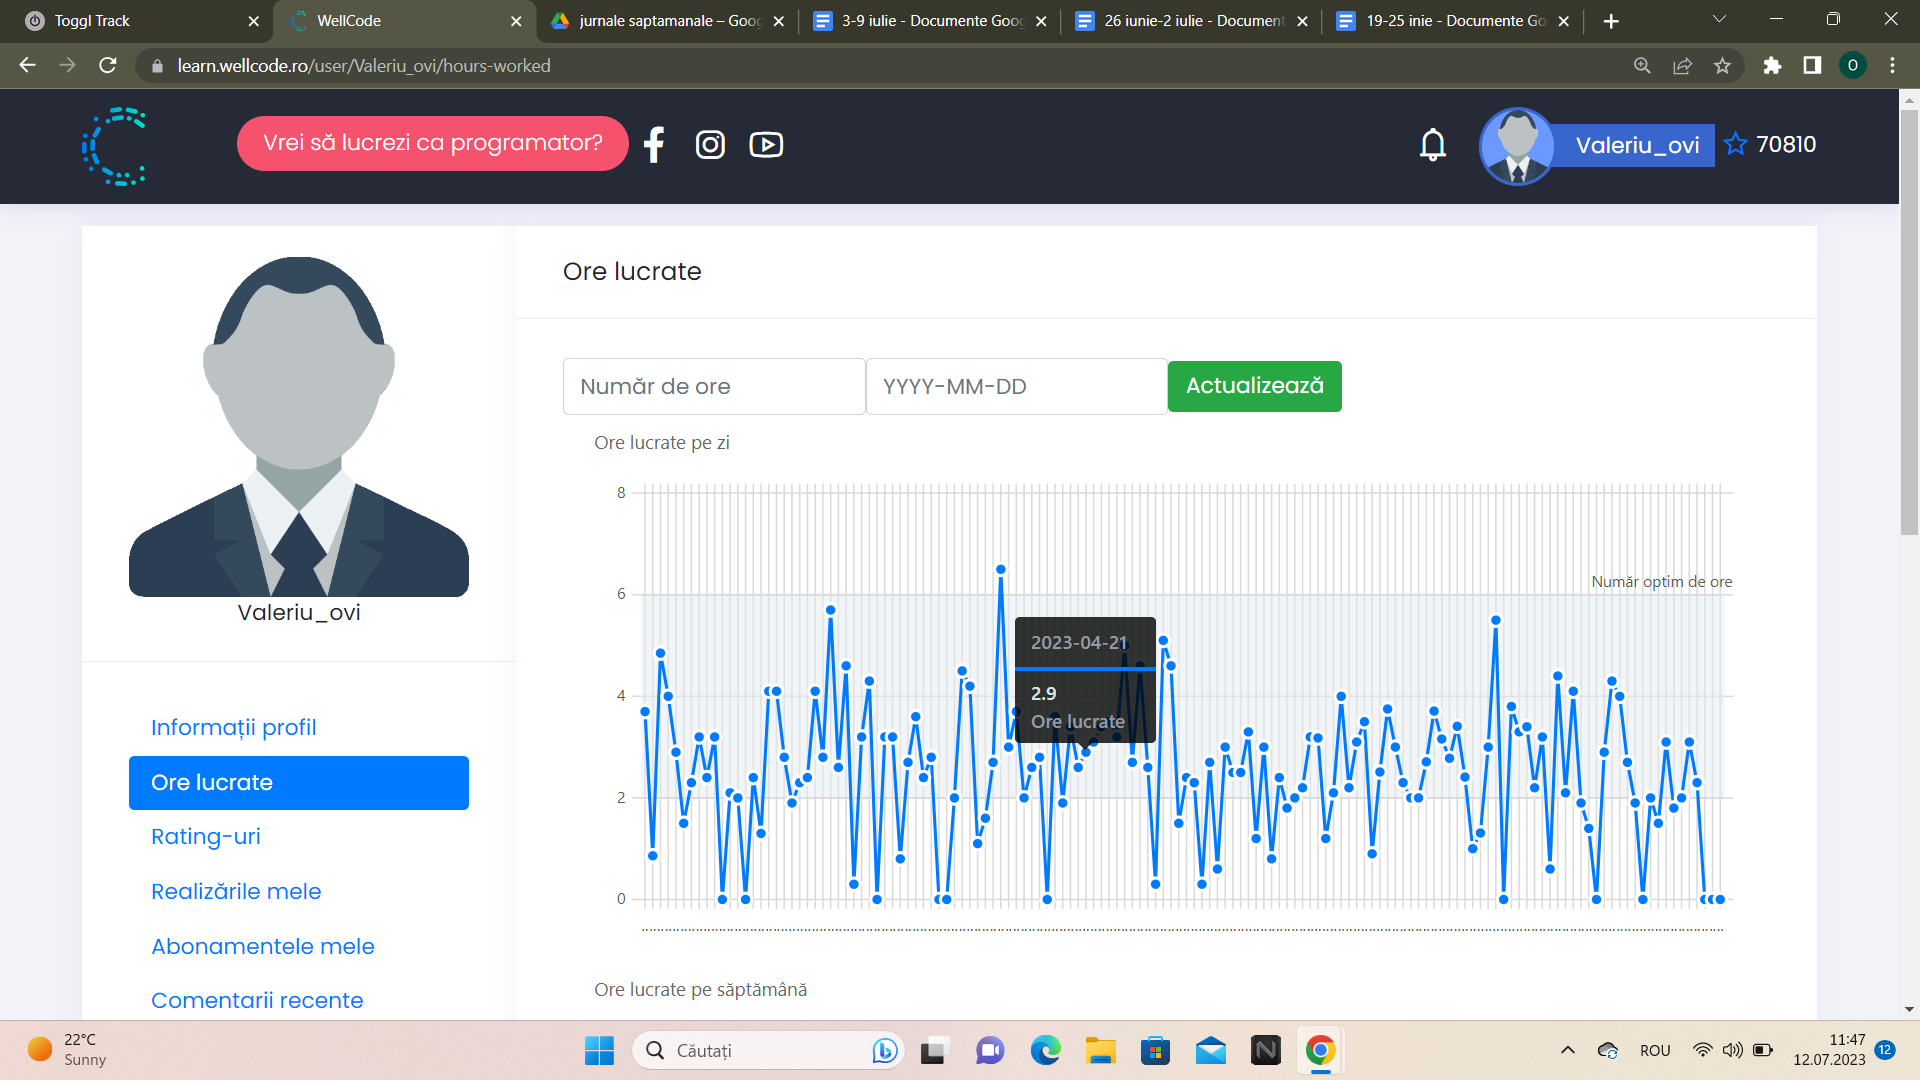 Toggl Track
WellCode
jurnale saptamanale – Goog
3-9 iulie - Documente Goog
26 iunie-2 iulie - Document
19-25 inie - Documente Go
learn.wellcode.ro/user/Valeriu_ovi/hours-worked
O
Vrei să lucrezi ca programator?
Valeriu_ovi
70810
Valeriu_ovi
Informații profil
Ore lucrate
Rating-uri
Realizările mele
Abonamentele mele
Comentarii recente
Ore lucrate
Număr de ore
YYYY-MM-DD
Actualizează
Ore lucrate pe zi
8
6
4
2
0
Număr optim de ore
2023-04-21
2.9
Ore lucrate
Ore lucrate pe săptămână
22°C
Sunny
Căutați
ROU
11:47
12.07.2023
12